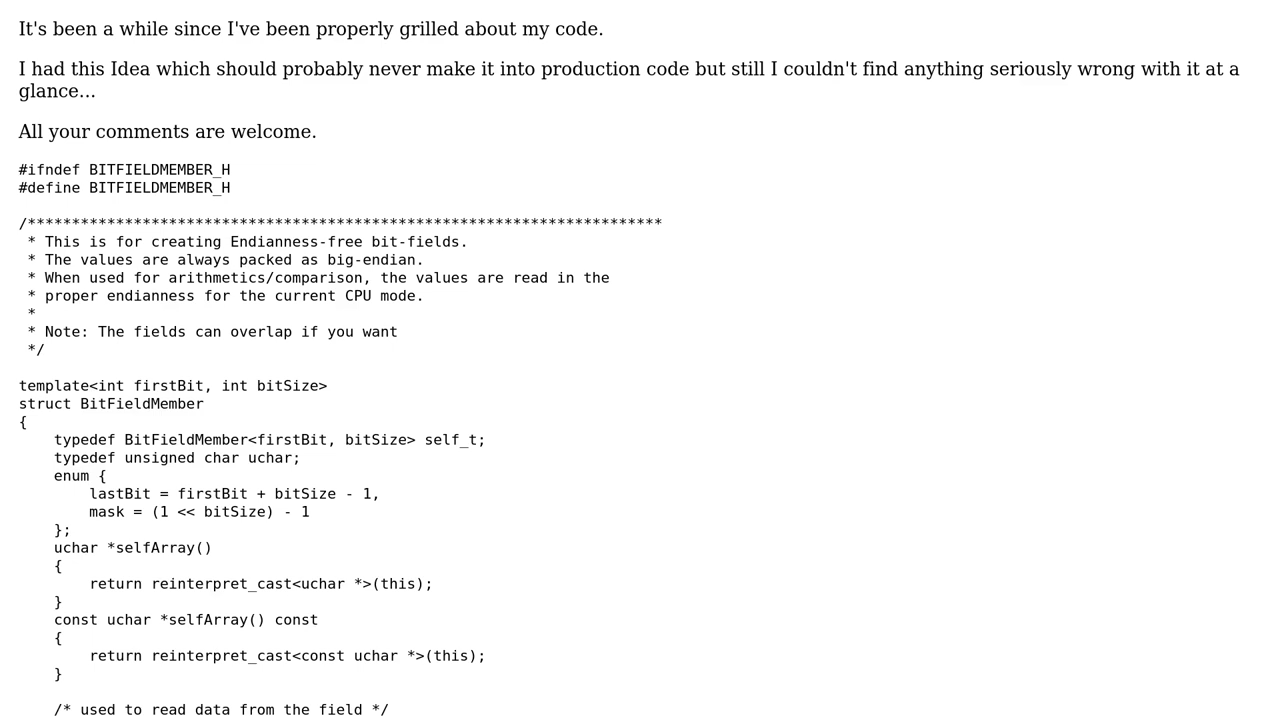 It's been a while since I've been properly grilled about my code.
I had this Idea which should probably never make it into production code but still I couldn't find anything seriously wrong with it at a
glance...
All your comments are welcome.
#ifndef BITFIELDMEMBER_H
#define BITFIELDMEMBER_H
/************************************************************************
 * This is for creating Endianness-free bit-fields.
 * The values are always packed as big-endian.
 * When used for arithmetics/comparison, the values are read in the
 * proper endianness for the current CPU mode.
 *
 * Note: The fields can overlap if you want
 */
template<int firstBit, int bitSize>
struct BitFieldMember
{
    typedef BitFieldMember<firstBit, bitSize> self_t;
    typedef unsigned char uchar;
    enum {
        lastBit = firstBit + bitSize - 1,
        mask = (1 << bitSize) - 1
    };
    uchar *selfArray()
    {
        return reinterpret_cast<uchar *>(this);
    }
    const uchar *selfArray() const
    {
        return reinterpret_cast<const uchar *>(this);
    }
    /* used to read data from the field */